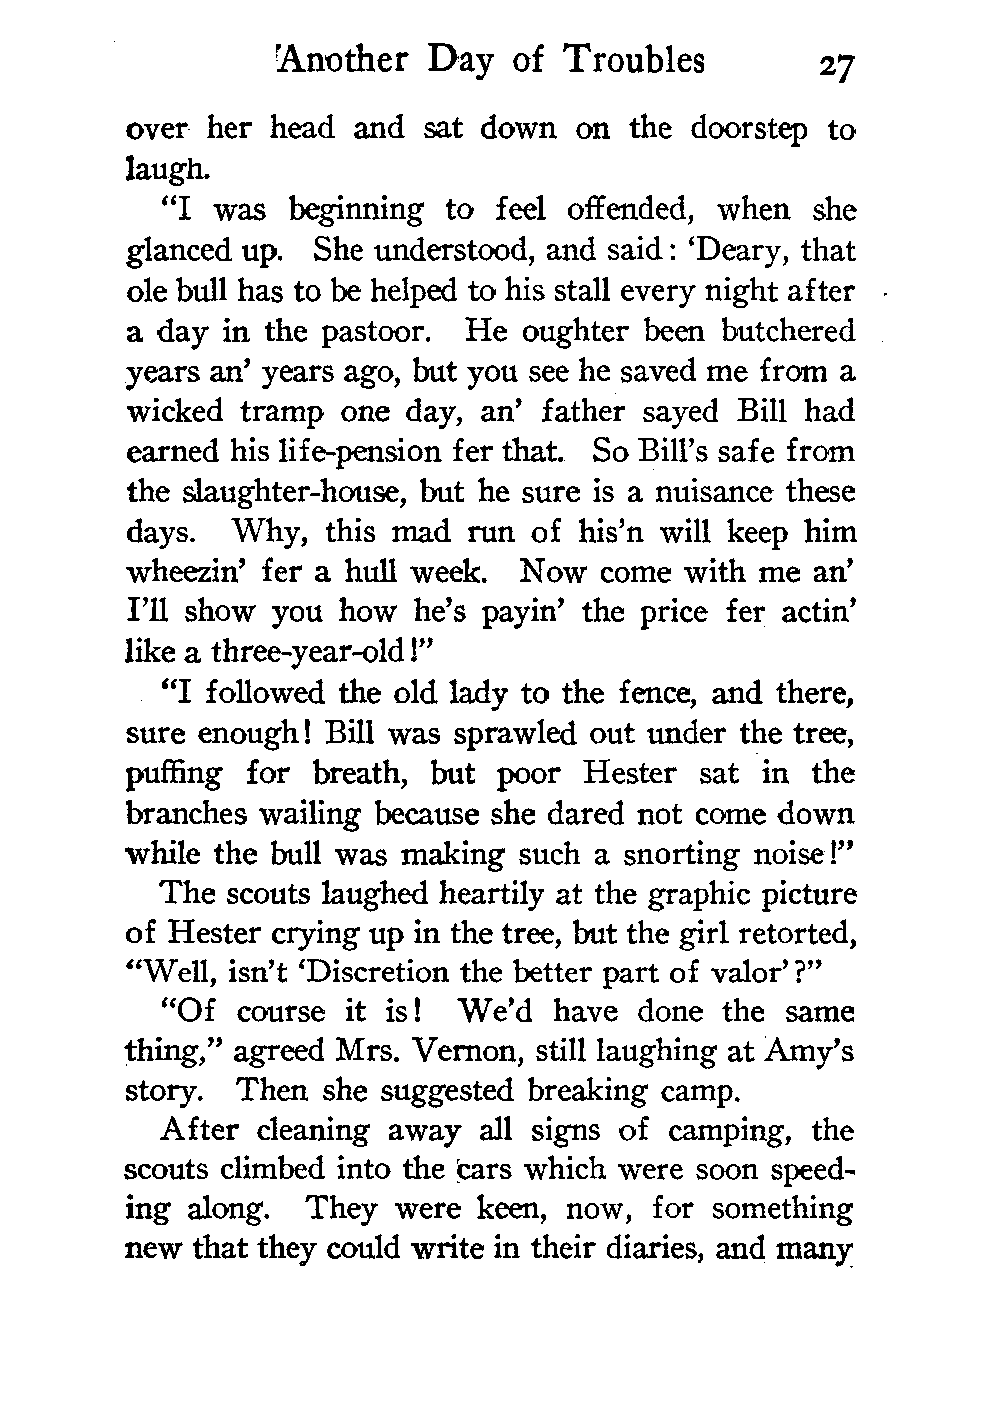 Another Day of Troubles 27
over her head and sat down on the doorstep to
laugh.
“I was beginning to feel offended, when she
glanced up. She understood, and said: ‘Deary, that
ole bull has to be helped to his stall every night after
a day in the pastoor. He oughter been butchered
years an’ years ago, but you see he saved me from a
wicked tramp one day, an’ father sayed Bill had
earned his life-pension fer that. So Bill’s safe from
the slaughter-house, but he sure is a nuisance these
days. Why, this mad run of his’n will keep him
wheezin’ fer a hull week. Now come with me an’
I’ll show you how he’s payin’ the price fer actin’
like a three-year-old!”
“I followed the old lady to the fence, and there,
sure enough! Bill was sprawled out under the tree,
puffing for breath, but poor Hester sat in the
branches wailing because she dared not come down
while the bull was making such a snorting noise!”
The scouts laughed heartily at the graphic picture
of Hester crying up in the tree, but the girl retorted,
“Well, isn’t ‘Discretion the better part of valor’?”
“Of course it is! We’d have done the same
thing,” agreed Mrs. Vernon, still laughing at Amy’s
story. Then she suggested breaking camp.
After cleaning away all signs of camping, the
scouts climbed into the cars which were soon speed-
ing along. They were keen, now, for something
new that they could write in their diaries, and many